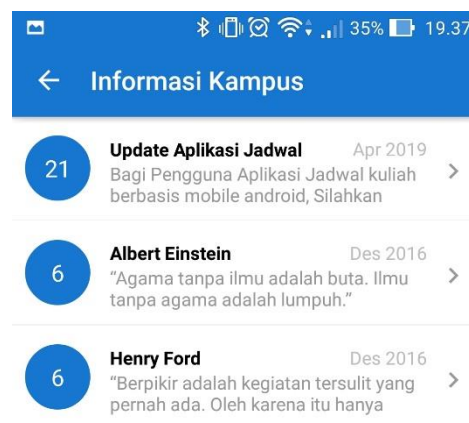 35% 19.37
Informasi Kampus
21
Update Aplikasi Jadwal Apr 2019
Bagi Pengguna Aplikasi Jadwal kuliah
berbasis mobile android, Silahkan
6
Albert Einstein Des 2016
“Agama tanpa ilmu adalah buta. Ilmu
tanpa agama adalah lumpuh.”
6
Henry Ford Des 2016
“Berpikir adalah kegiatan tersulit yang
pernah ada. Oleh karena itu hanya